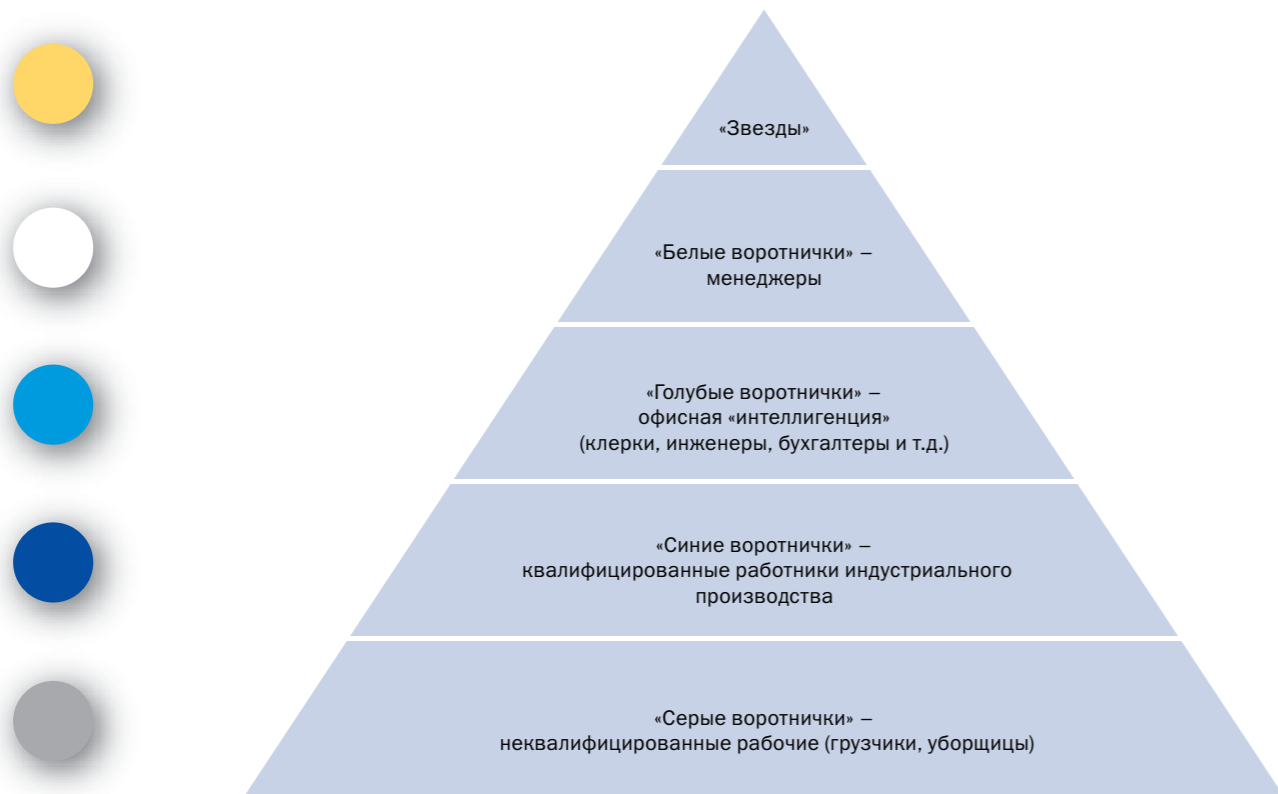 «Звезды»
«Белые воротнички» –
менеджеры
«Голубые воротнички» –
офисная «интеллигенция»
(клерки, инженеры, бухгалтеры и т.д.)
«Синие воротнички» –
квалифицированные работники индустриального
производства
«Серые воротнички» –
неквалифицированные рабочие (грузчики, уборщицы)